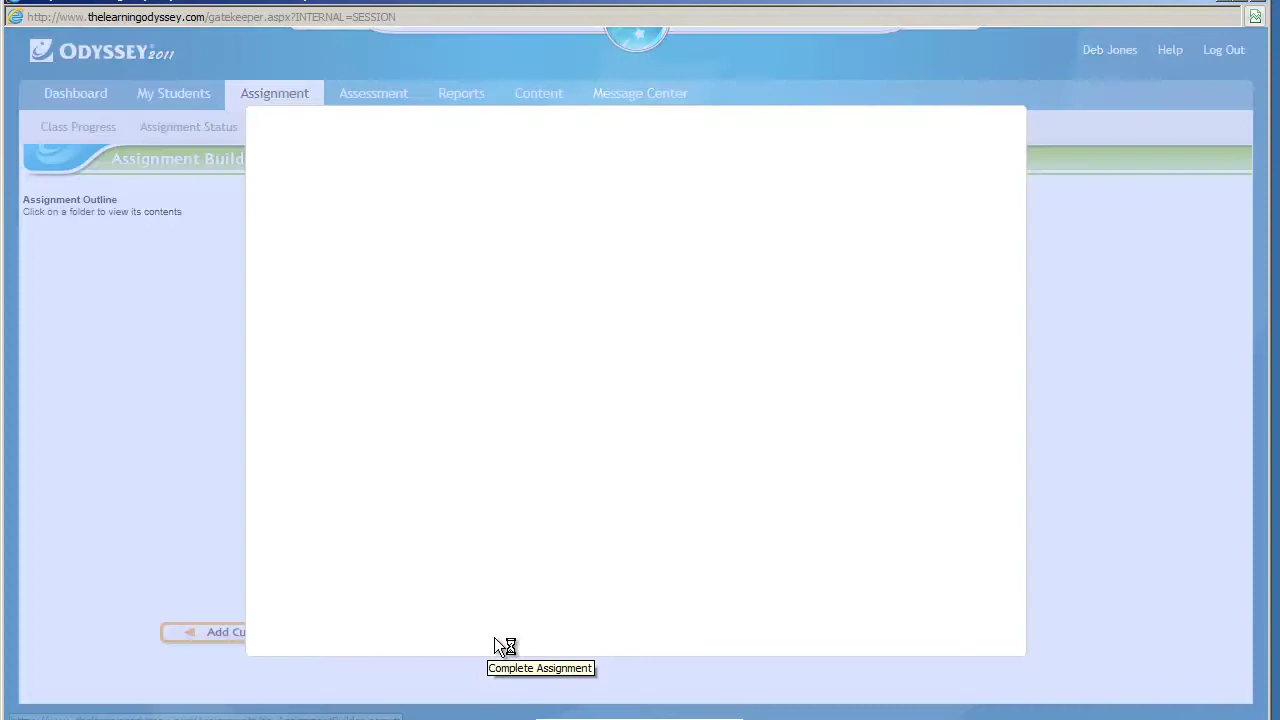 http://www.thelearningodyssey.com/gatekeeper.aspx?INTERNAL=SESSION
ODYSSEY 2011
Deb Jones Help Log Out
Dashboard My Students Assignment Assessment Reports Content Message Center
Class Progress Assignment Status
Assignment Build
Assignment Outline
Click on a folder to view its contents
Add Cu
Complete Assignment